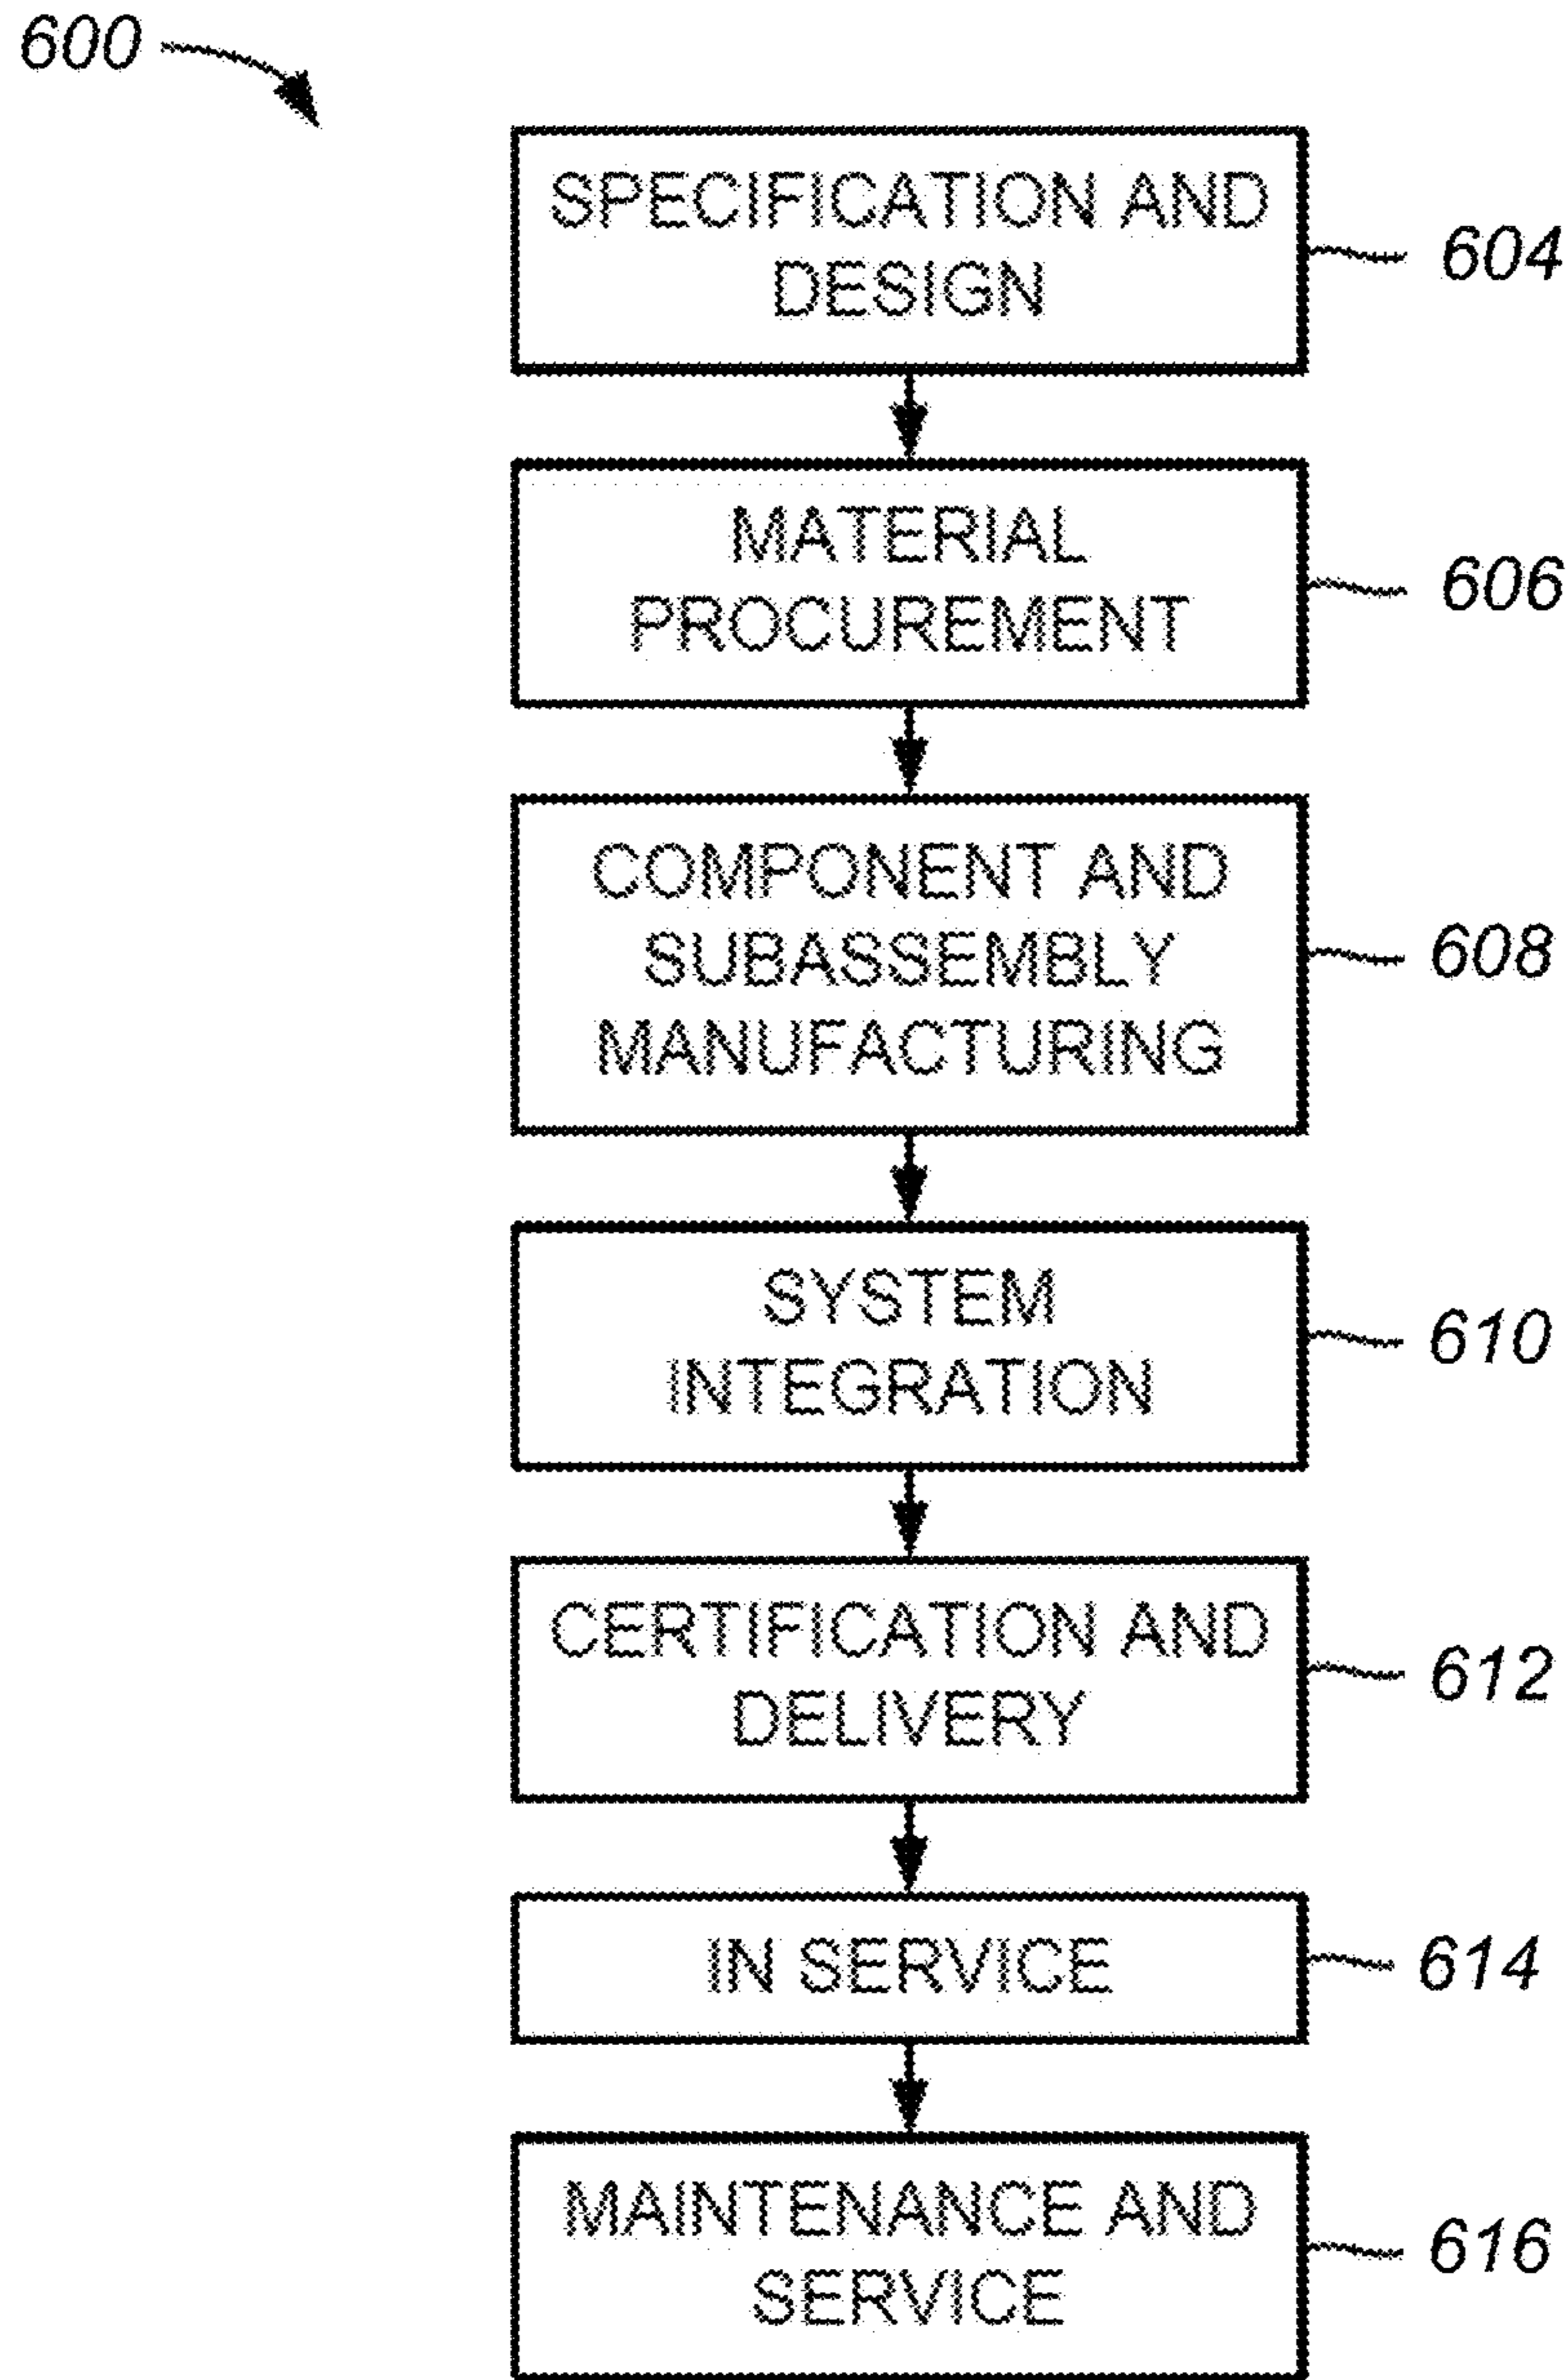 600
SPECIFICATION AND
DESIGN
604
MATERIAL
PROCUREMENT
606
COMPONENT AND
SUBASSEMBLY
MANUFACTURING
608
SYSTEM
INTEGRATION
610
CERTIFICATION AND
DELIVERY
612
IN SERVICE
614
MAINTENANCE AND
SERVICE
616